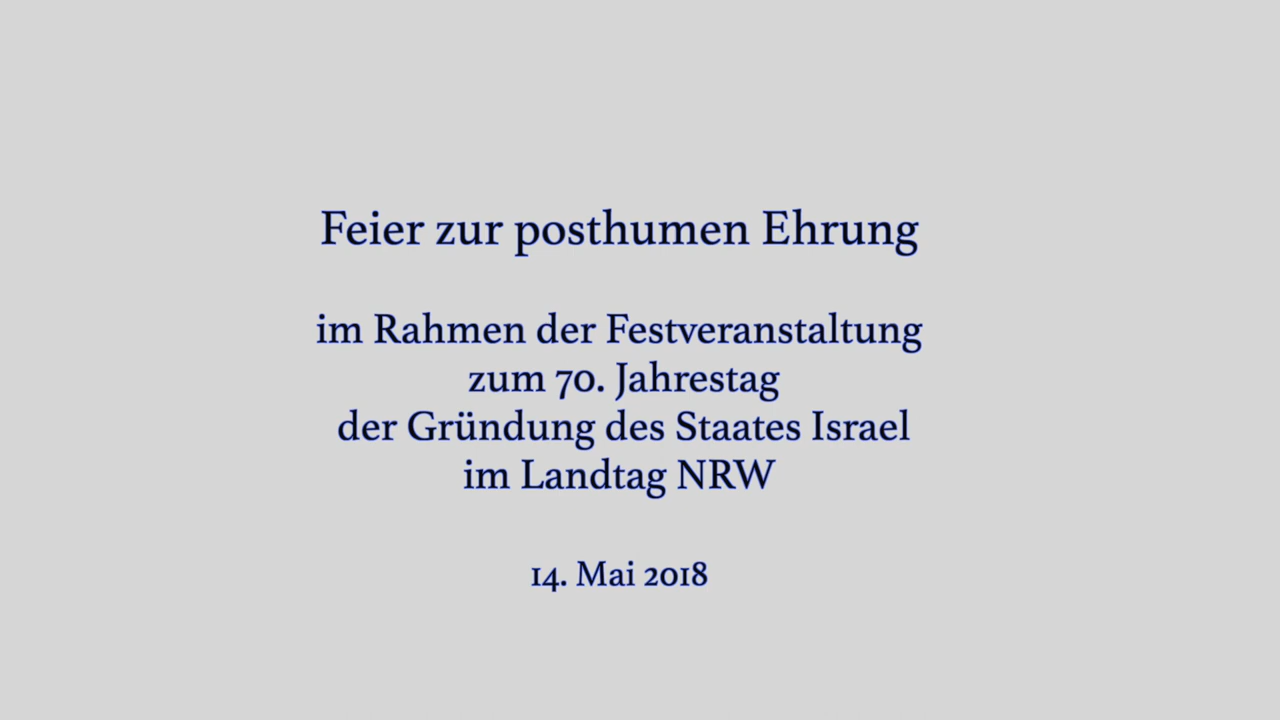 Feier zur posthumen Ehrung
im Rahmen der Festveranstaltung
zum 70. Jahrestag
der Gründung des Staates Israel
im Landtag NRW
14. Mai 2018